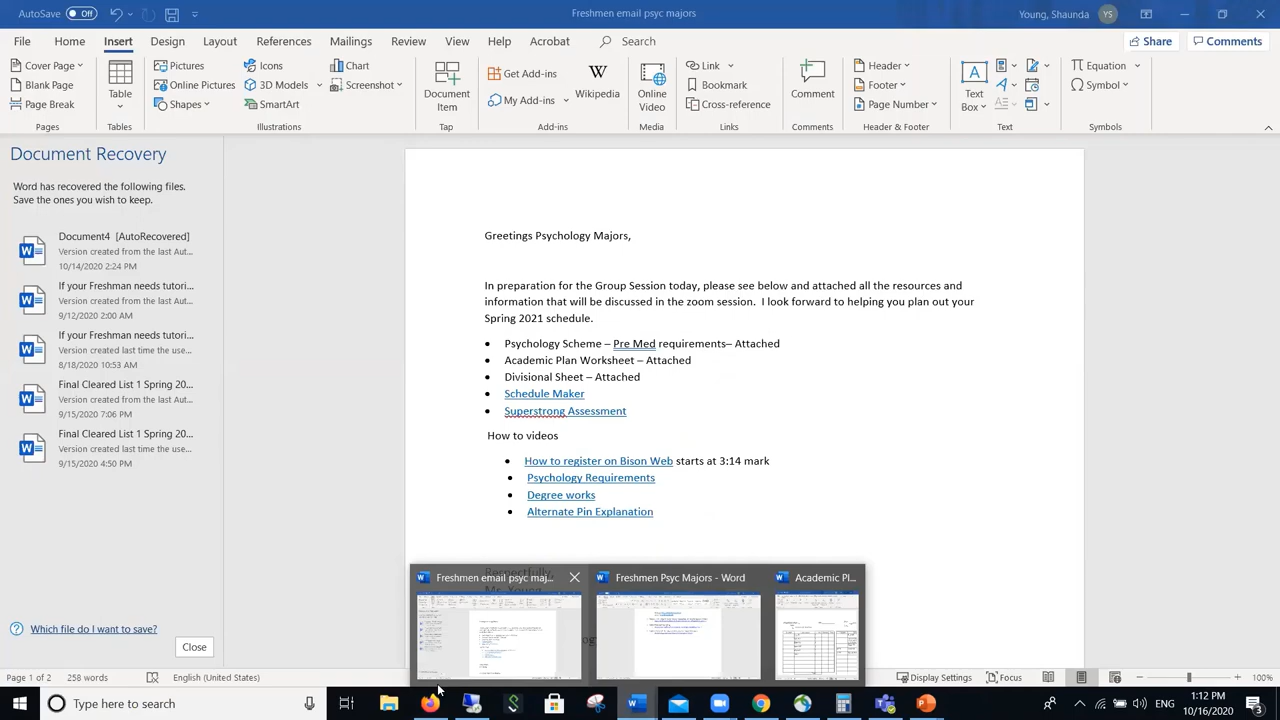 AutoSave Off
Young, Shaunda YS
File Home Insert Design Layout References Mailings Review View Help Acrobat Search Share Comments
Cover Page
Blank Page
Page Break
Pages
Table
Tables
Pictures Icons Chart
Online Pictures 3D Models Screenshot
Shapes SmartArt
Illustrations
Document Item
Tap
Get Add-ins
My Add-ins
Wikipedia
Add-ins
Online Video
Media
Link
Bookmark
Cross-reference
Links
Comment
Comments
Header
Footer
Page Number
Header & Footer
Text Box
Text
Equation
Symbol
Symbols
Document Recovery
Word has recovered the following files.
Save the ones you wish to keep.
Document4 [AutoRecovered]
Version created from the last Aut...
10/14/2020 2:24 PM
If your Freshman needs tutori...
Version created from the last Aut...
9/12/2020 2:00 AM
If your Freshman needs tutori...
Version created last time the use...
8/18/2020 10:53 AM
Final Cleared List 1 Spring 20...
Version created from the last Aut...
9/15/2020 7:06 PM
Final Cleared List 1 Spring 20...
Version created last time the use...
9/15/2020 4:50 PM
Which file do I want to save?
Close
Greetings Psychology Majors,
In preparation for the Group Session today, please see below and attached all the resources and
information that will be discussed in the zoom session. I look forward to helping you plan out your
Spring 2021 schedule.
• Psychology Scheme – Pre Med requirements– Attached
• Academic Plan Worksheet – Attached
• Divisional Sheet – Attached
• Schedule Maker
• Superstrong Assessment
How to videos
• How to register on Bison Web starts at 3:14 mark
• Psychology Requirements
• Degree works
• Alternate Pin Explanation
Respectfully,
Freshmen email psyc maj...
Freshmen Psyc Majors - Word
Academic Pl...
Page 1 of 2 258 English (United States) Display Settings Focus 100%
Type here to search
1:12 PM
10/16/2020
3